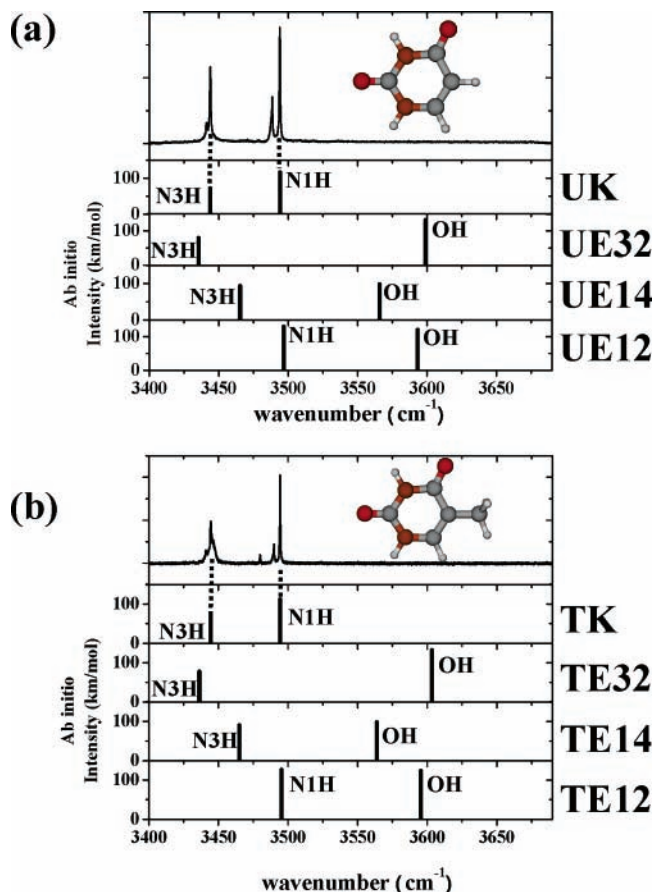 (a)
100
0
N3H
N1H
UK
100
0
N3H
OH
UE32
100
0
N3H
OH
UE14
100
0
N1H
OH
UE12
Ab initio
Intensity (km/mol)
3400 3450 3500 3550 3600 3650
wavenumber (cm-1)
(b)
100
0
N3H
N1H
TK
100
0
N3H
OH
TE32
100
0
N3H
OH
TE14
100
0
N1H
OH
TE12
Ab initio
Intensity (km/mol)
3400 3450 3500 3550 3600 3650
wavenumber (cm-1)